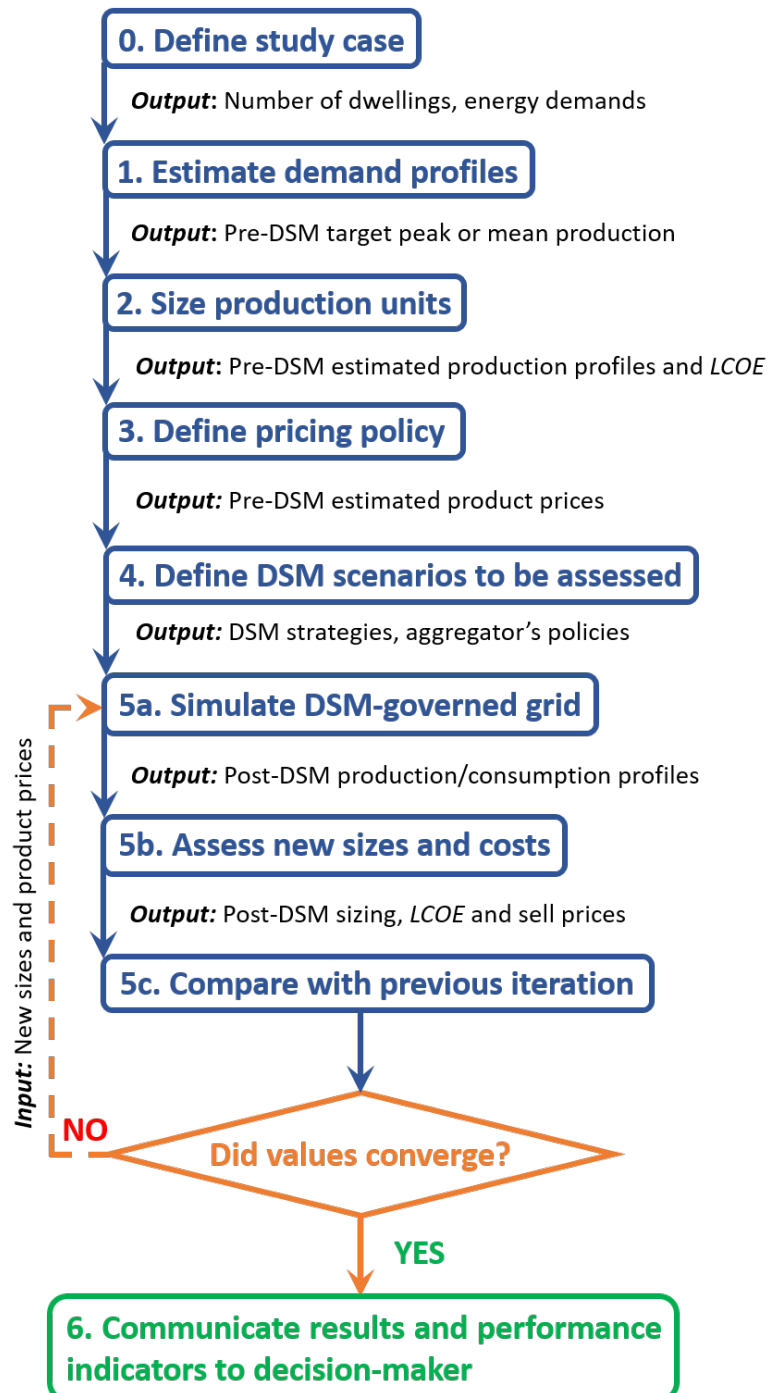 0. Define study case
Output: Number of dwellings, energy demands
1. Estimate demand profiles
Output: Pre-DSM target peak or mean production
2. Size production units
Output: Pre-DSM estimated production profiles and LCOE
3. Define pricing policy
Output: Pre-DSM estimated product prices
4. Define DSM scenarios to be assessed
Output: DSM strategies, aggregator's policies
5a. Simulate DSM-governed grid
Output: Post-DSM production/consumption profiles
5b. Assess new sizes and costs
Output: Post-DSM sizing, LCOE and sell prices
5c. Compare with previous iteration
Input: New sizes and product prices
NO
Did values converge?
YES
6. Communicate results and performance
indicators to decision-maker